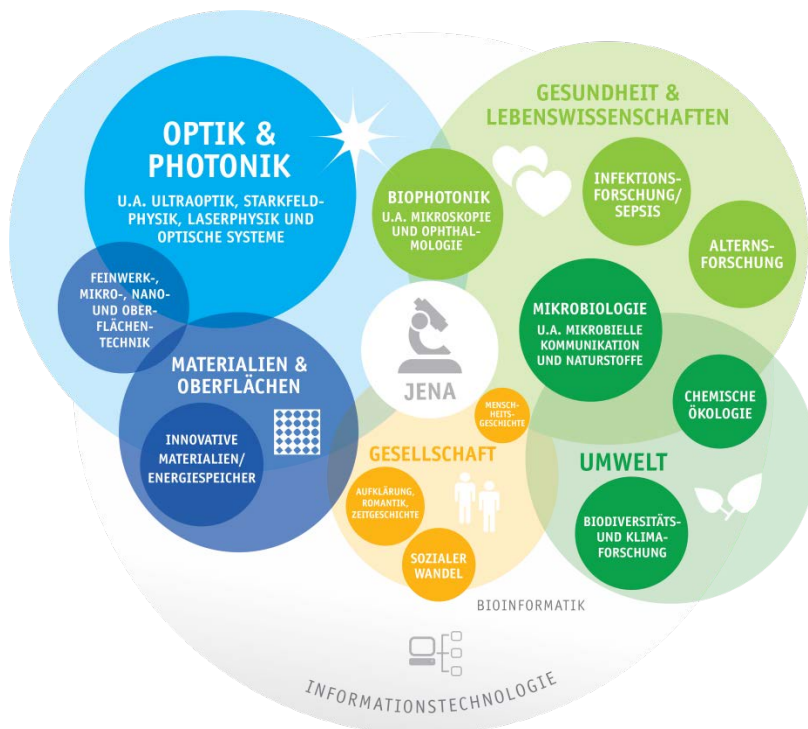 OPTIK &
PHOTONIK
U.A. ULTRAOPTIK, STARKFELD-
PHYSIK, LASERPHYSIK UND
OPTISCHE SYSTEME
GESUNDHEIT &
LEBENSWISSENSCHAFTEN
BIOPHOTONIK
U.A. MIKROSKOPIE
UND OPHTHAL-
MOLOGIE
INFEKTIONS-
FORSCHUNG/
SEPSIS
ALTERNS-
FORSCHUNG
FEINWERK-,
MIKRO-, NANO-
UND OBER-
FLÄCHEN-
TECHNIK
MIKROBIOLOGIE
U.A. MIKROBIELLE
KOMMUNIKATION
UND NATURSTOFFE
MATERIALIEN &
OBERFLÄCHEN
JENA
INNOVATIVE
MATERIALIEN/
ENERGIESPEICHER
MENSCH-
HEITS-
GESCHICHTE
CHEMISCHE
ÖKOLOGIE
GESELLSCHAFT
AUFKLÄRUNG,
ROMANTIK,
ZEITGESCHICHTE
SOZIALER
WANDEL
UMWELT
BIODIVERSITÄTS-
UND KLIMA-
FORSCHUNG
BIOINFORMATIK
INFORMATIONSTECHNOLOGIE